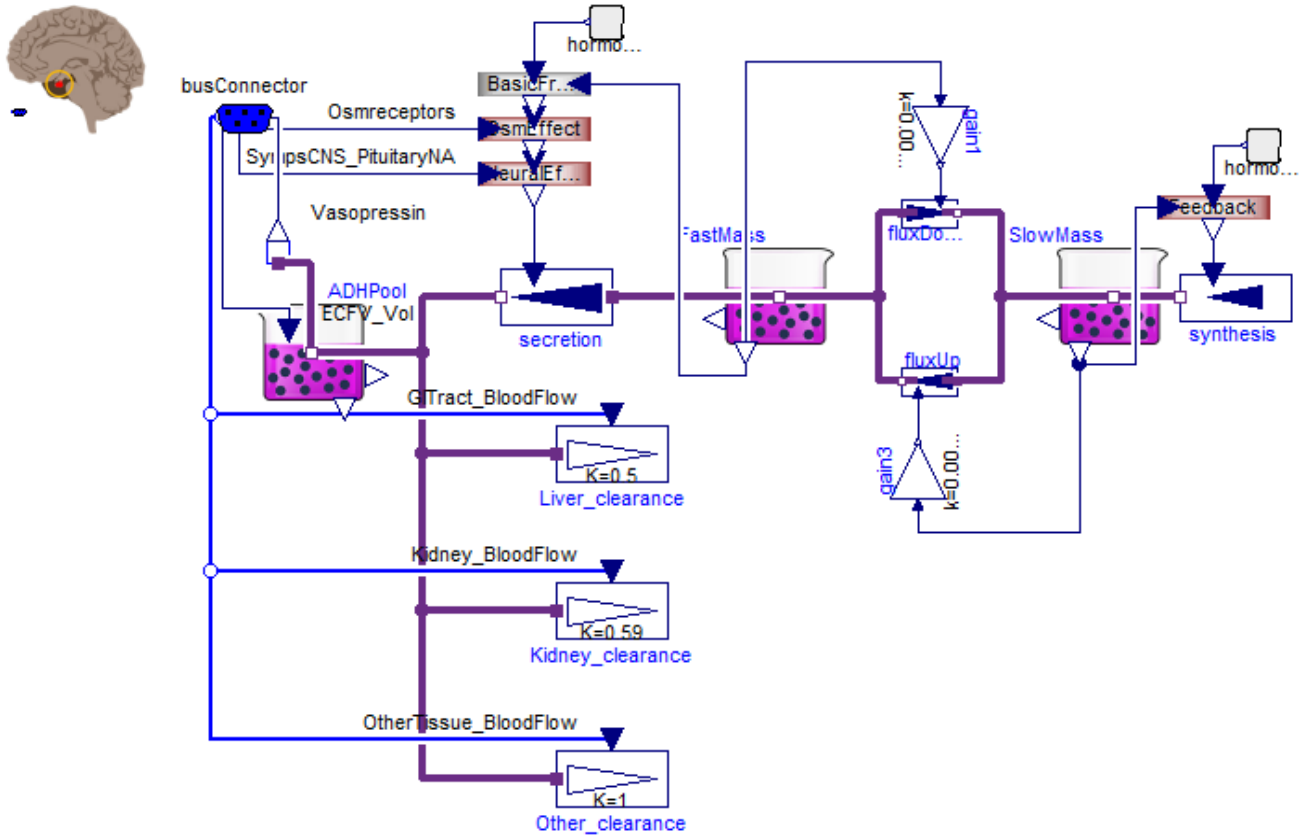 hormo...
busConnector
BasicFr...
Osmreceptors
OsmEffect
SympsCNS_PituitaryNA
NeuralEf...
k=0.00...
gain1
hormo...
Vasopressin
Feedback
FastMass
fluxDo...
SlowMass
ADHPool
ECFV_Vol
secretion
synthesis
fluxUp
GITract_BloodFlow
gain3
k=0.00...
K=0.5
Liver_clearance
Kidney_BloodFlow
K=0.59
Kidney_clearance
OtherTissue_BloodFlow
K=1
Other_clearance